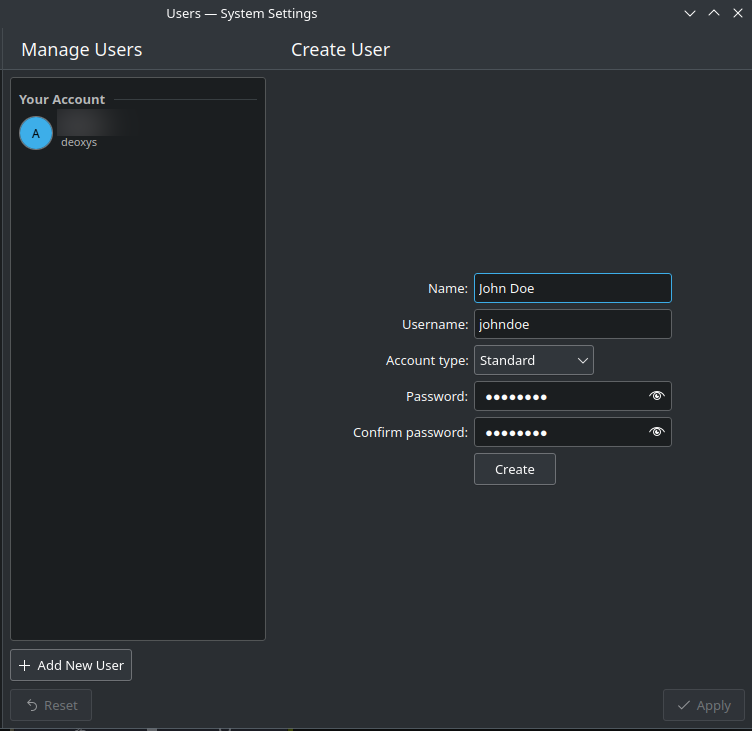 Users — System Settings
Manage Users
Create User
Your Account
A
deoxys
Name: John Doe
Username: johndoe
Account type: Standard
Password: ●●●●●●●●
Confirm password: ●●●●●●●●
Create
Add New User
Reset
Apply